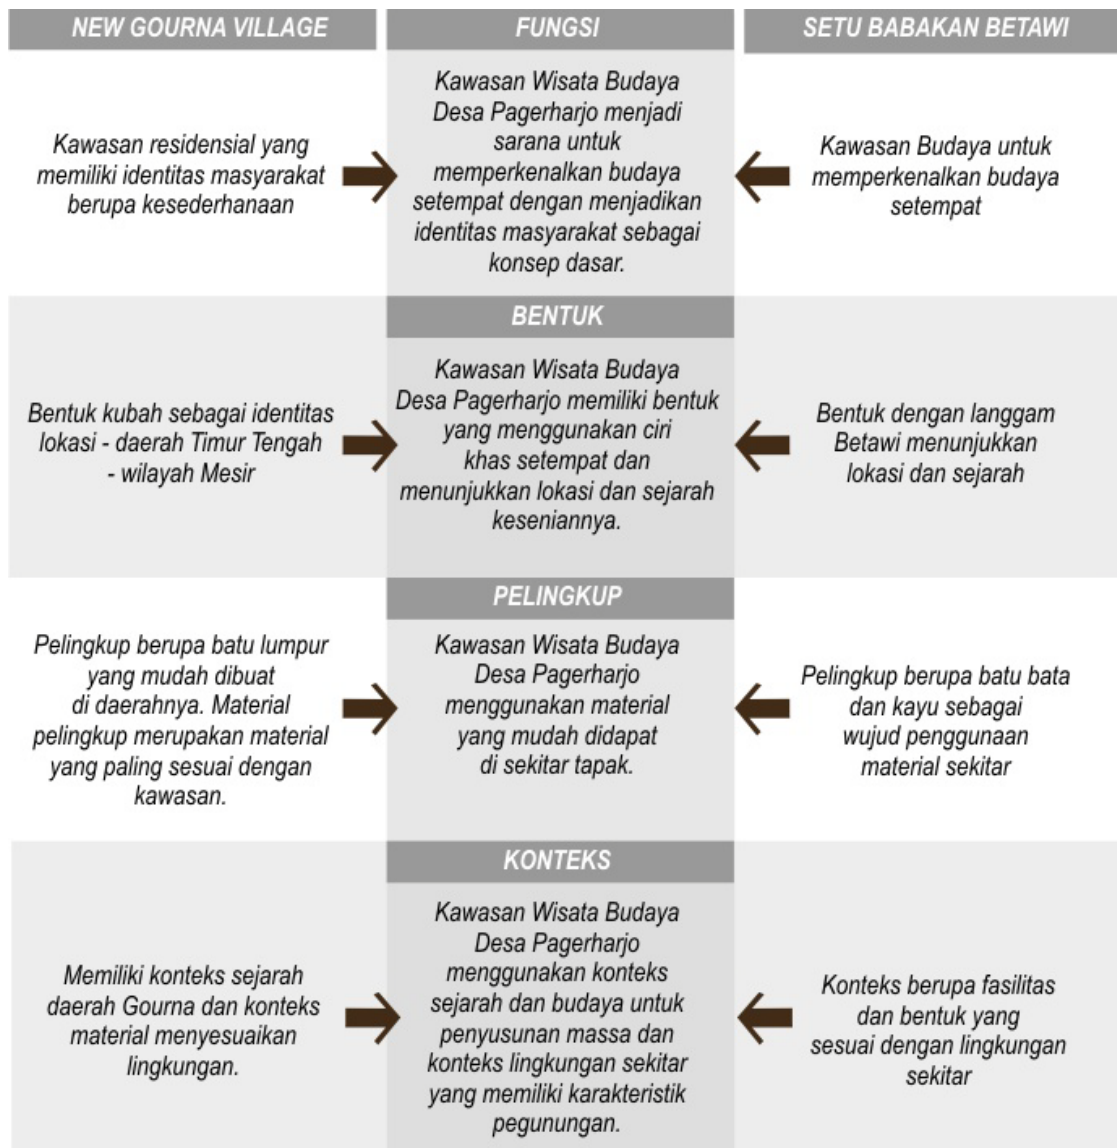 NEW GOURNA VILLAGE
FUNGSI
SETU BABAKAN BETAWI
Kawasan residensial yang
memiliki identitas masyarakat
berupa kesederhanaan
Kawasan Wisata Budaya
Desa Pagerharjo menjadi
sarana untuk
memperkenalkan budaya
setempat dengan menjadikan
identitas masyarakat sebagai
konsep dasar.
Kawasan Budaya untuk
memperkenalkan budaya
setempat
BENTUK
Bentuk kubah sebagai identitas
lokasi - daerah Timur Tengah
- wilayah Mesir
Kawasan Wisata Budaya
Desa Pagerharjo memiliki bentuk
yang menggunakan ciri
khas setempat dan
menunjukkan lokasi dan sejarah
keseniannya.
Bentuk dengan langgam
Betawi menunjukkan
lokasi dan sejarah
PELINGKUP
Pelingkup berupa batu lumpur
yang mudah dibuat
di daerahnya. Material
pelingkup merupakan material
yang paling sesuai dengan
kawasan.
Kawasan Wisata Budaya
Desa Pagerharjo
menggunakan material
yang mudah didapat
di sekitar tapak.
Pelingkup berupa batu bata
dan kayu sebagai
wujud penggunaan
material sekitar
KONTEKS
Memiliki konteks sejarah
daerah Gourna dan konteks
material menyesuaikan
lingkungan.
Kawasan Wisata Budaya
Desa Pagerharjo
menggunakan konteks
sejarah dan budaya untuk
penyusunan massa dan
konteks lingkungan sekitar
yang memiliki karakteristik
pegunungan.
Konteks berupa fasilitas
dan bentuk yang
sesuai dengan lingkungan
sekitar